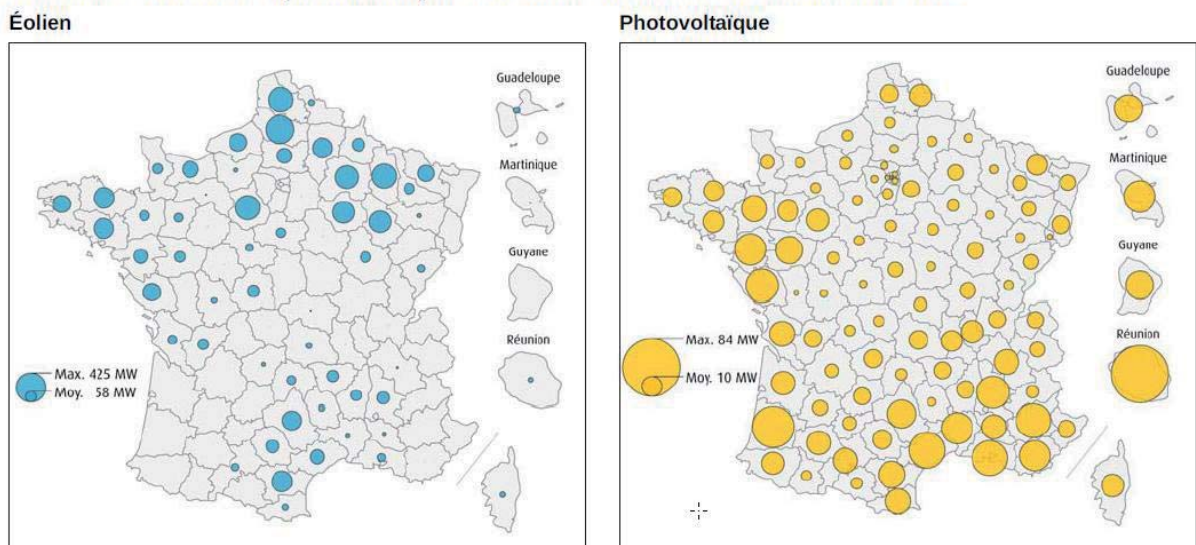 Éolien
Guadeloupe
Martinique
Guyane
Réunion
Max. 425 MW
Moy. 58 MW
Photovoltaïque
Guadeloupe
Martinique
Guyane
Réunion
Max. 84 MW
Moy. 10 MW